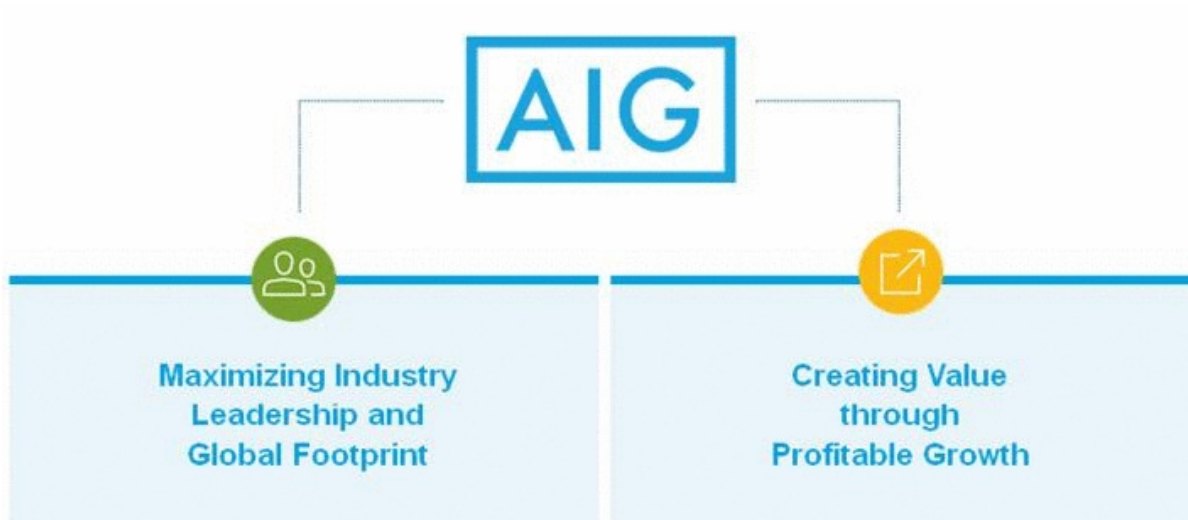 AIG
Maximizing Industry
Leadership and
Global Footprint
Creating Value
through
Profitable Growth